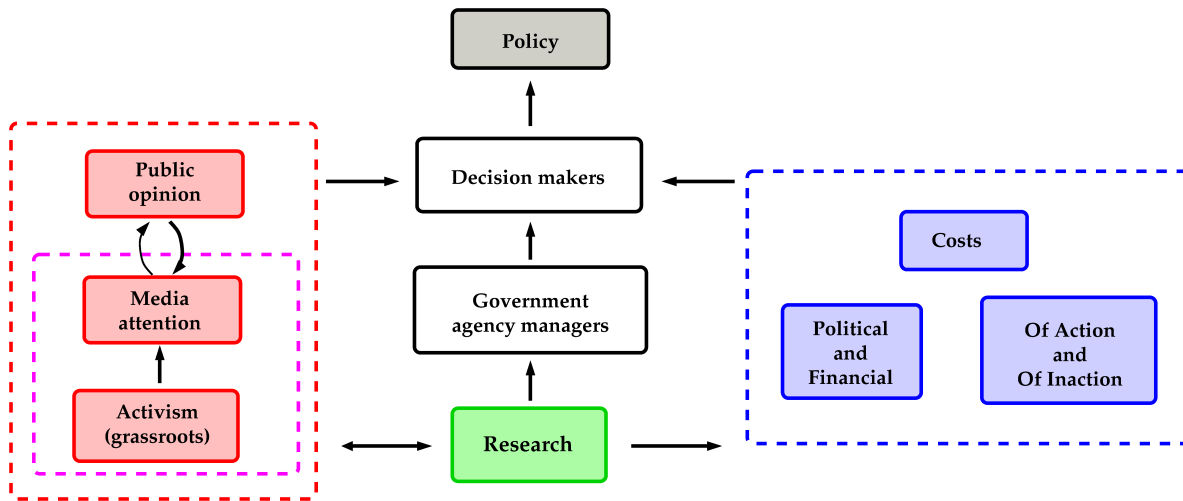 Policy
Public
opinion
Decision makers
Media
attention
Government
agency managers
Activism
(grassroots)
Research
Costs
Political
and
Financial
Of Action
and
Of Inaction